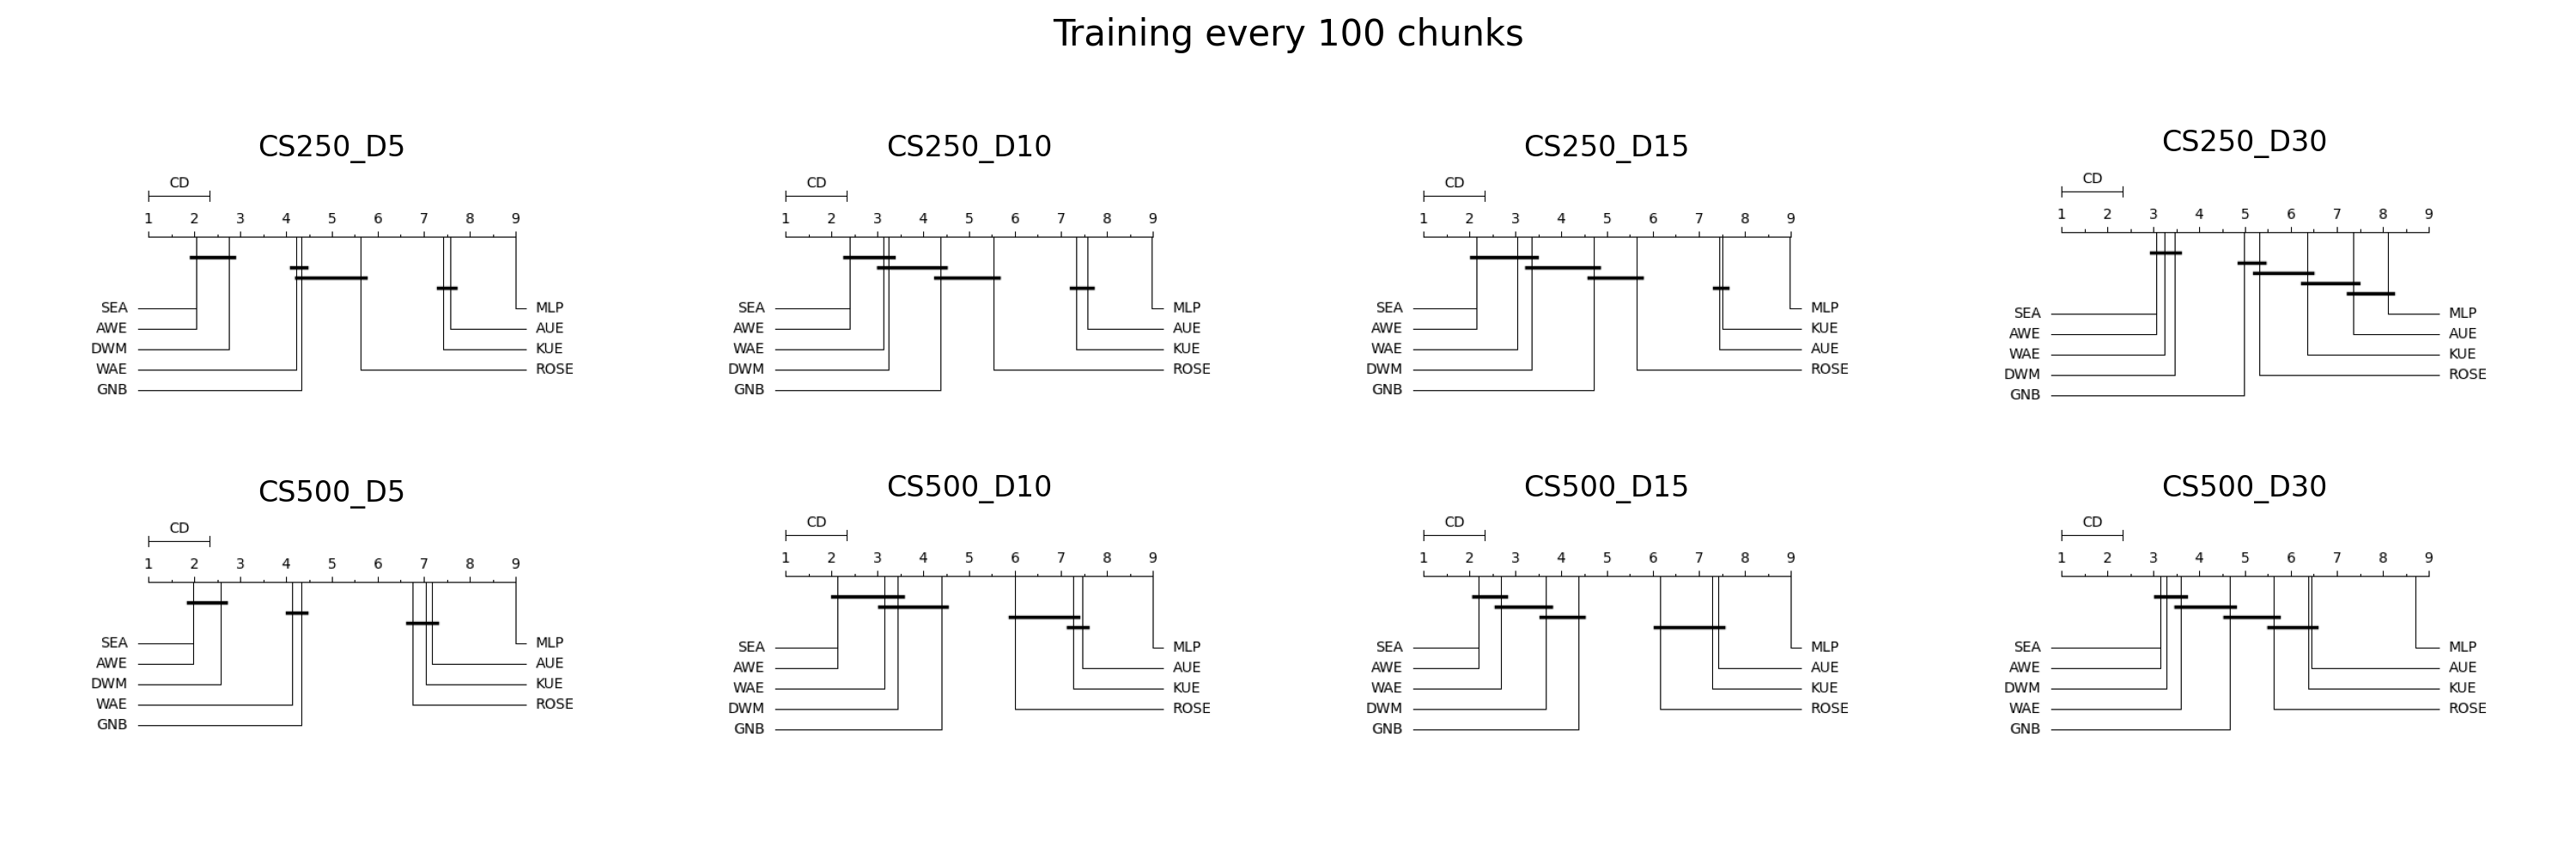 Training every 100 chunks
CS250_D5
CD
1 2 3 4 5 6 7 8 9
SEA MLP
AWE AUE
DWM KUE
WAE ROSE
GNB
CS250_D10
CD
1 2 3 4 5 6 7 8 9
SEA MLP
AWE AUE
WAE KUE
DWM ROSE
GNB
CS250_D15
CD
1 2 3 4 5 6 7 8 9
SEA MLP
AWE KUE
WAE AUE
DWM ROSE
GNB
CS250_D30
CD
1 2 3 4 5 6 7 8 9
SEA MLP
AWE AUE
WAE KUE
DWM ROSE
GNB
CS500_D5
CD
1 2 3 4 5 6 7 8 9
SEA MLP
AWE AUE
DWM KUE
WAE ROSE
GNB
CS500_D10
CD
1 2 3 4 5 6 7 8 9
SEA MLP
AWE AUE
WAE KUE
DWM ROSE
GNB
CS500_D15
CD
1 2 3 4 5 6 7 8 9
SEA MLP
AWE AUE
WAE KUE
DWM ROSE
GNB
CS500_D30
CD
1 2 3 4 5 6 7 8 9
SEA MLP
AWE AUE
DWM KUE
WAE ROSE
GNB